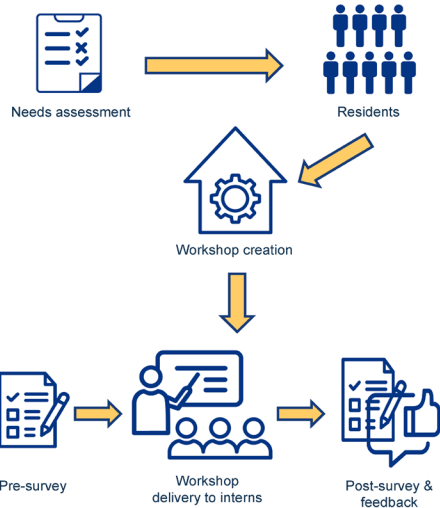 Needs assessment
Residents
Workshop creation
Pre-survey
Workshop
delivery to interns
Post-survey &
feedback